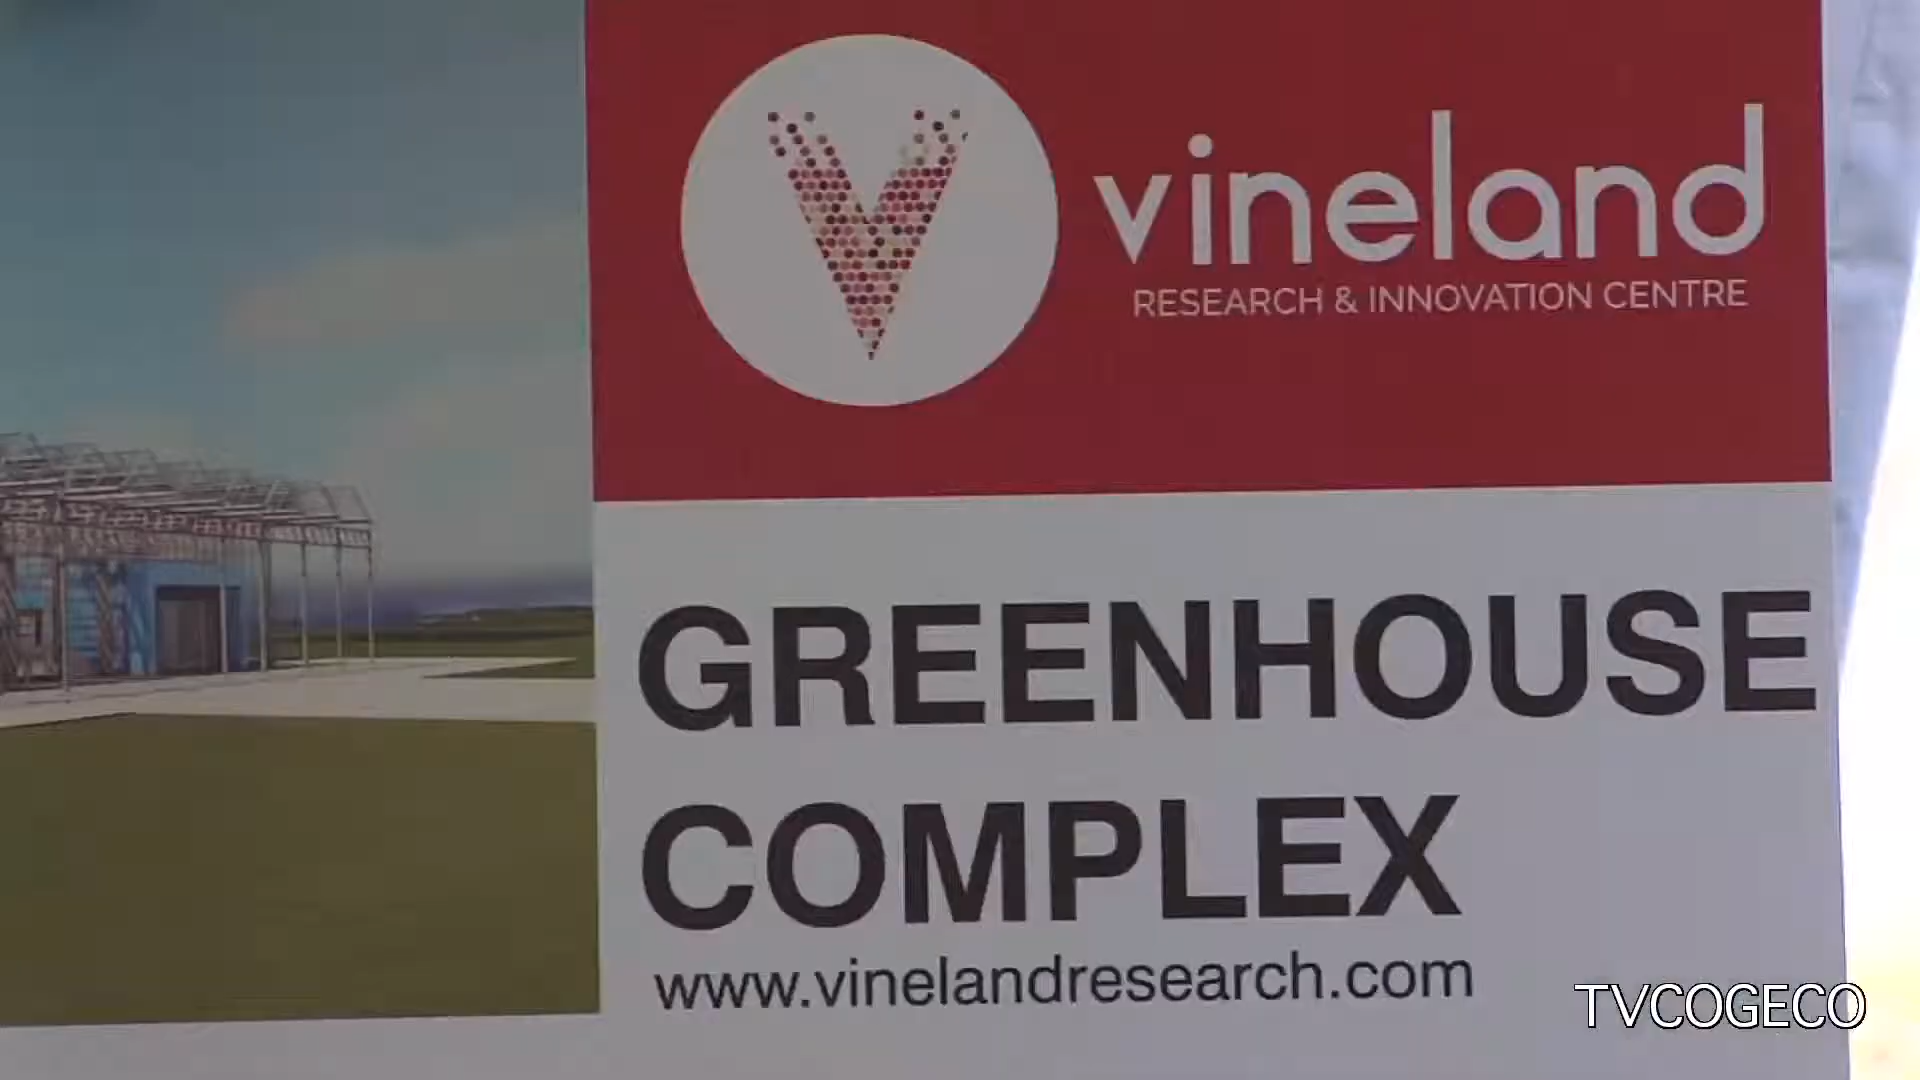 vineland
RESEARCH & INNOVATION CENTRE
GREENHOUSE
COMPLEX
www.vinelandresearch.com
TVCOGECO